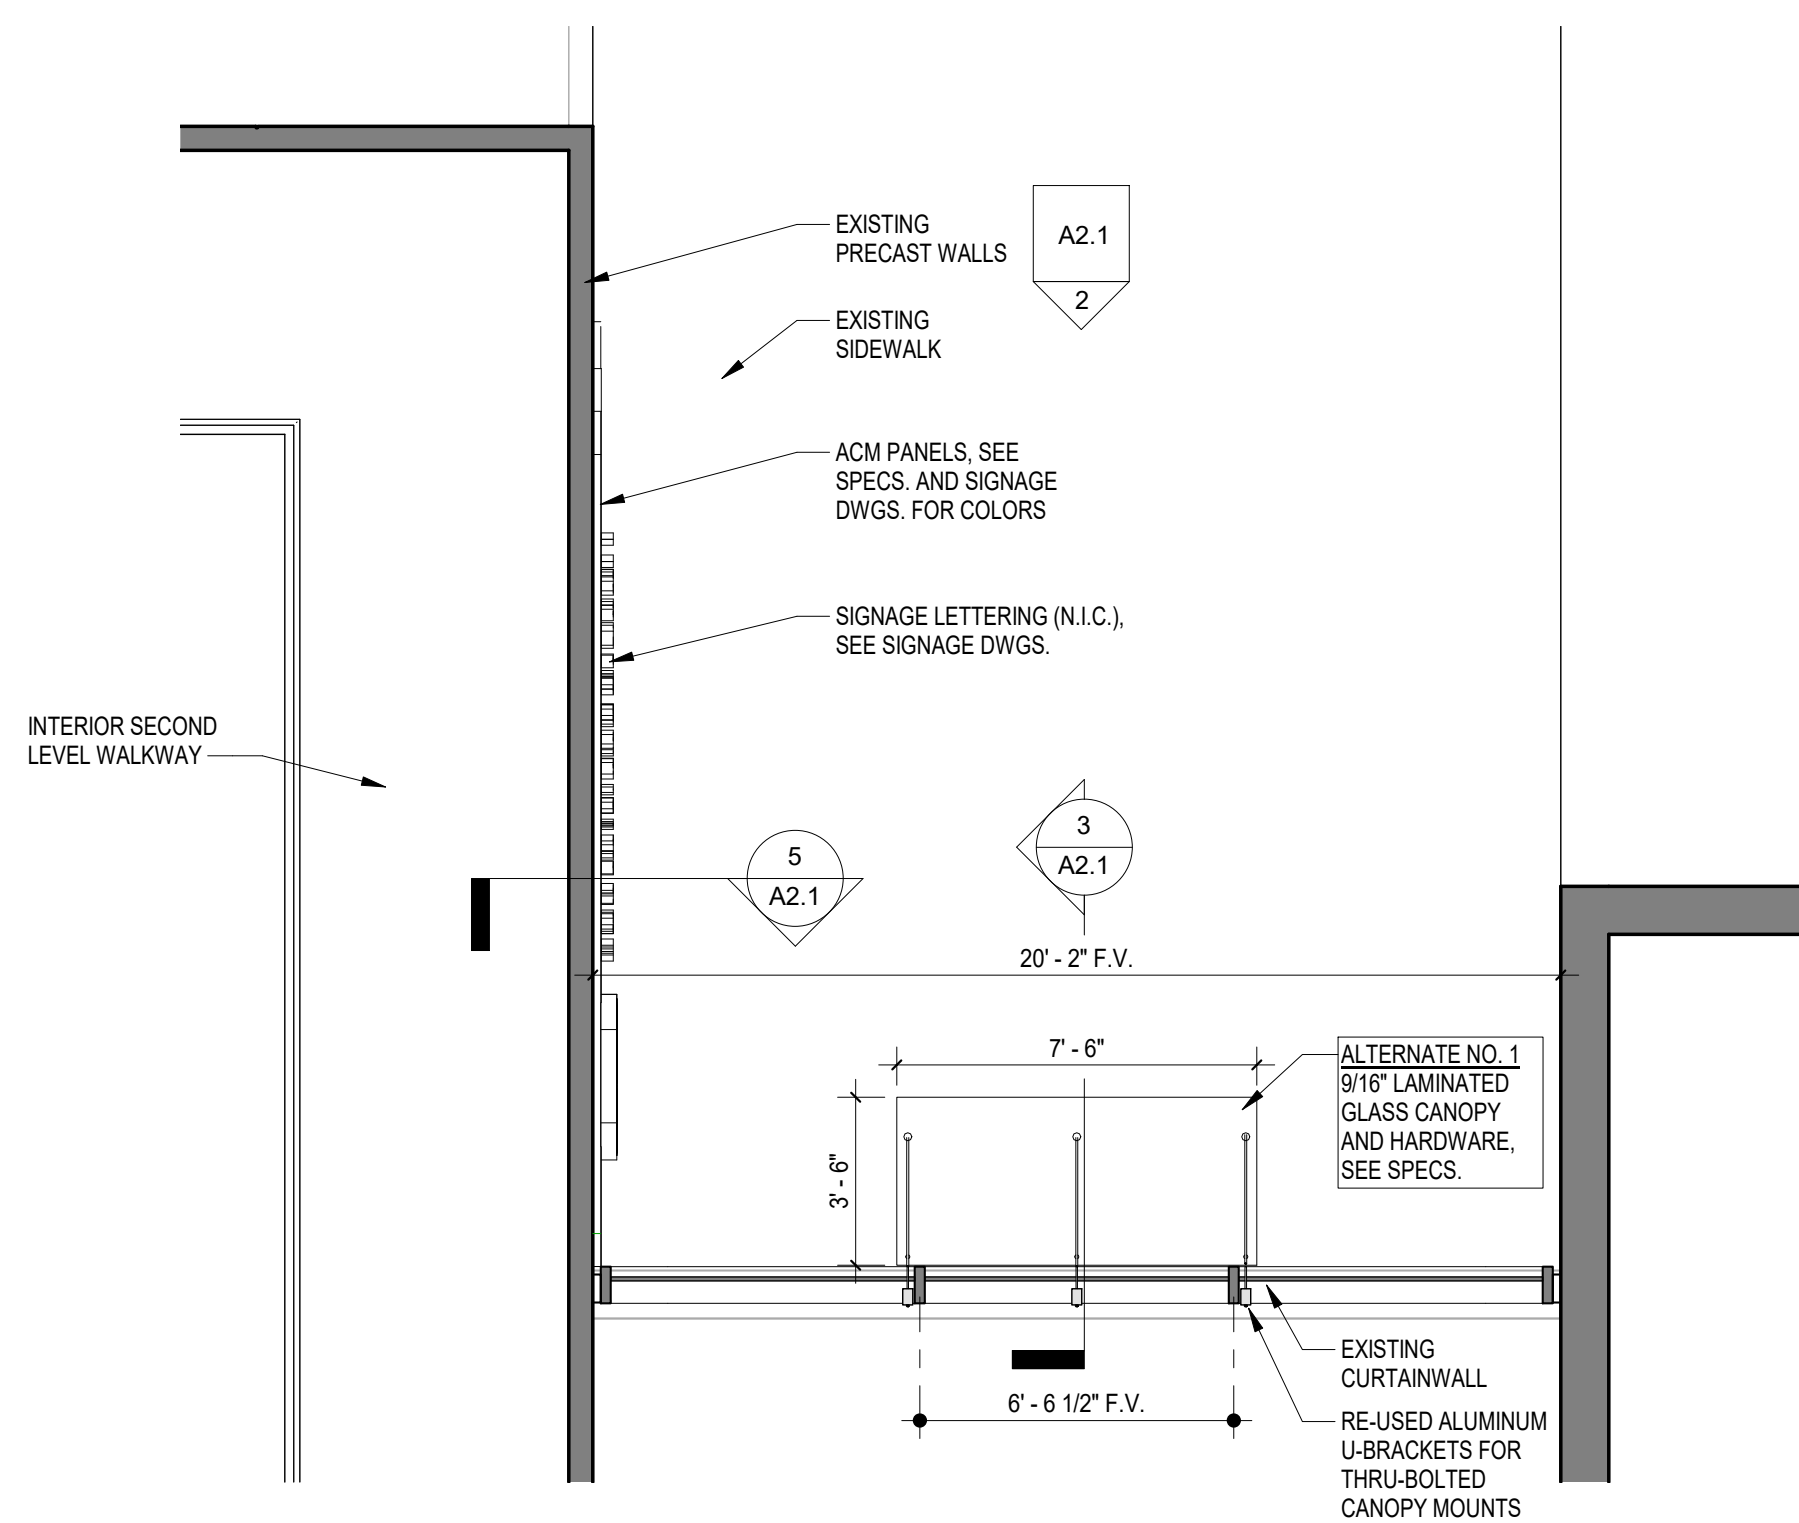 EXISTING
PRECAST WALLS
A2.1
2
EXISTING
SIDEWALK
ACM PANELS, SEE
SPECS. AND SIGNAGE
DWGS. FOR COLORS
SIGNAGE LETTERING (N.I.C.),
SEE SIGNAGE DWGS.
INTERIOR SECOND
LEVEL WALKWAY
5
A2.1
3
A2.1
20' - 2" F.V.
7' - 6"
3' - 6"
ALTERNATE NO. 1
9/16" LAMINATED
GLASS CANOPY
AND HARDWARE,
SEE SPECS.
EXISTING
CURTAINWALL
6' - 6 1/2" F.V.
RE-USED ALUMINUM
U-BRACKETS FOR
THRU-BOLTED
CANOPY MOUNTS